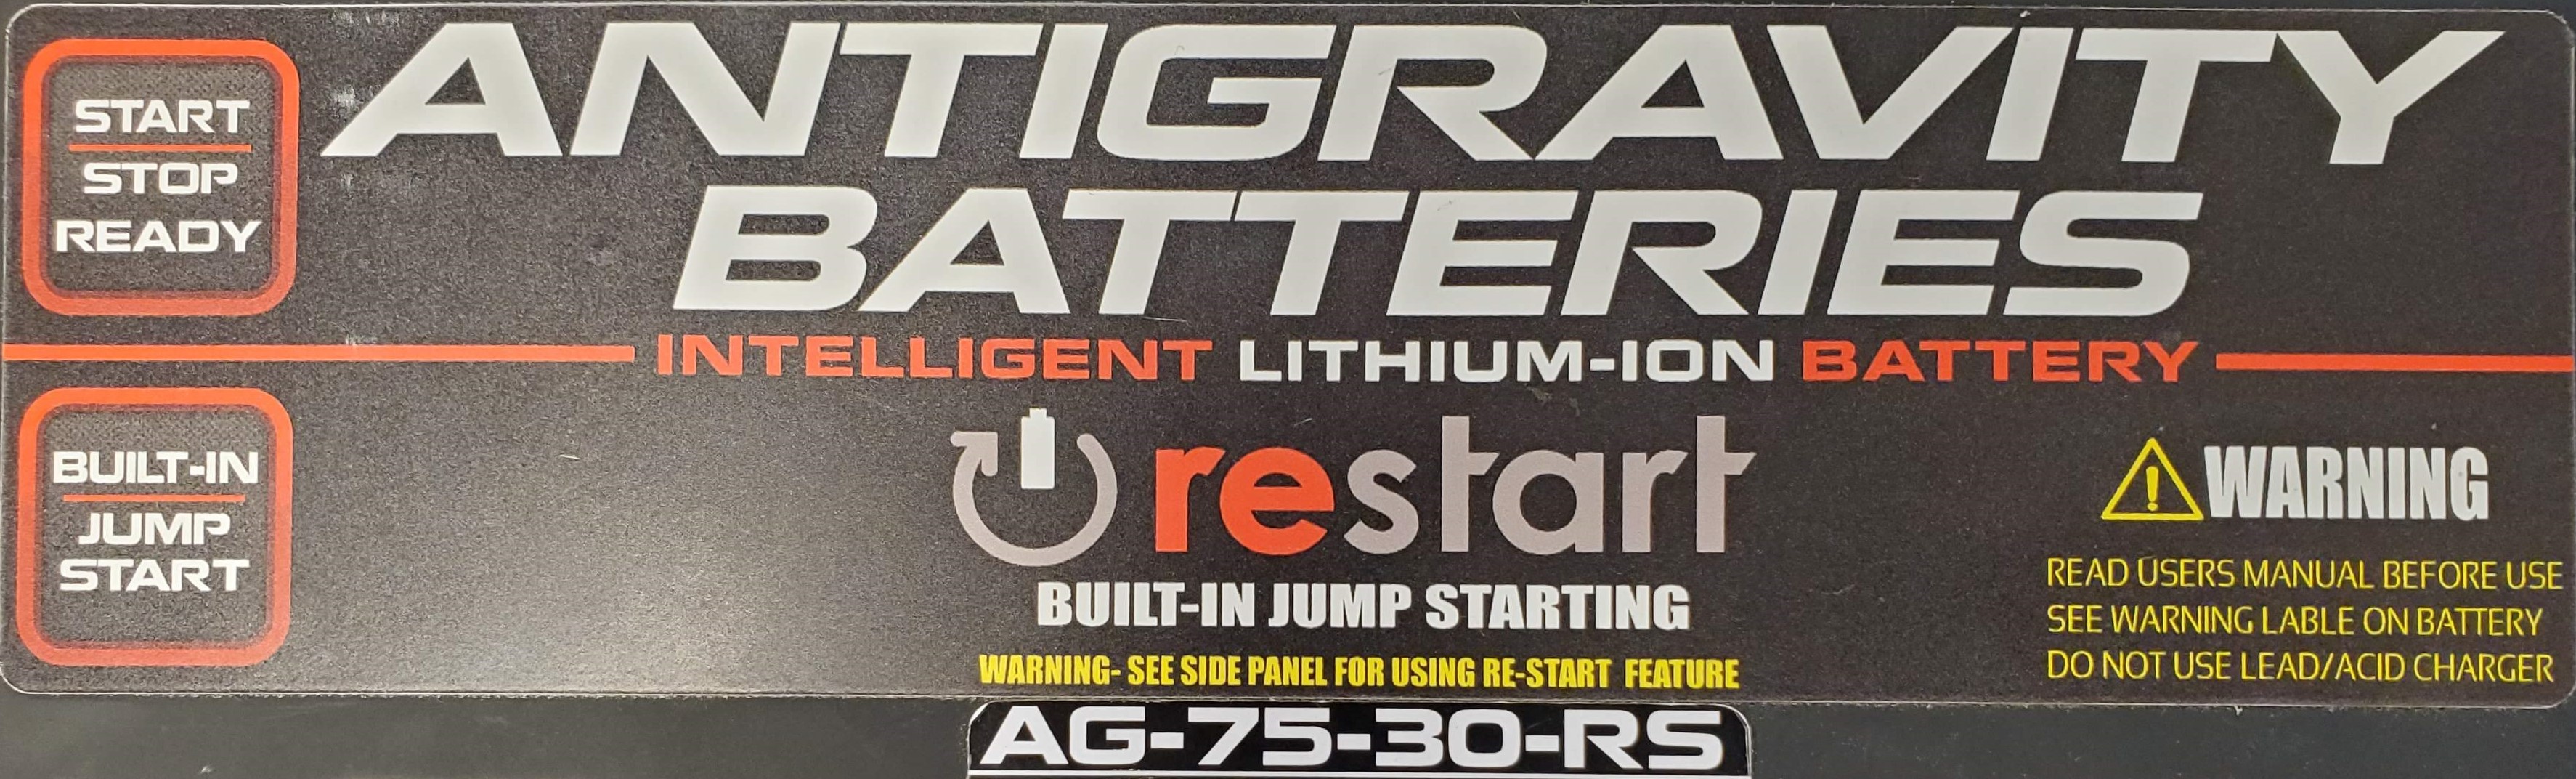 START
STOP
READY
ANTIGRAVITY
BATTERIES
INTELLIGENT LITHIUM-ION BATTERY
BUILT-IN
JUMP
START
restart
BUILT-IN JUMP STARTING
WARNING- SEE SIDE PANEL FOR USING RE-START FEATURE
WARNING
READ USERS MANUAL BEFORE USE
SEE WARNING LABLE ON BATTERY
DO NOT USE LEAD/ACID CHARGER
AG-75-30-RS